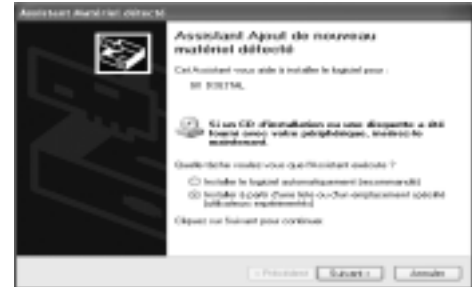 Assistant Matériel détecté
Assistant Ajout de nouveau
matériel détecté
Cet Assistant vous aide à installer le logiciel pour :
DIGITAL
Si un CD d'installation ou une disquette a été
fourni avec votre périphérique, insérez-le
maintenant.
Quelle tâche voulez-vous que l'Assistant exécute ?
Installer le logiciel automatiquement (recommandé)
Installer à partir d'une liste ou d'un emplacement spécifié
(utilisateurs expérimentés)
Cliquez sur Suivant pour continuer.
< Précédent
Suivant >
Annuler